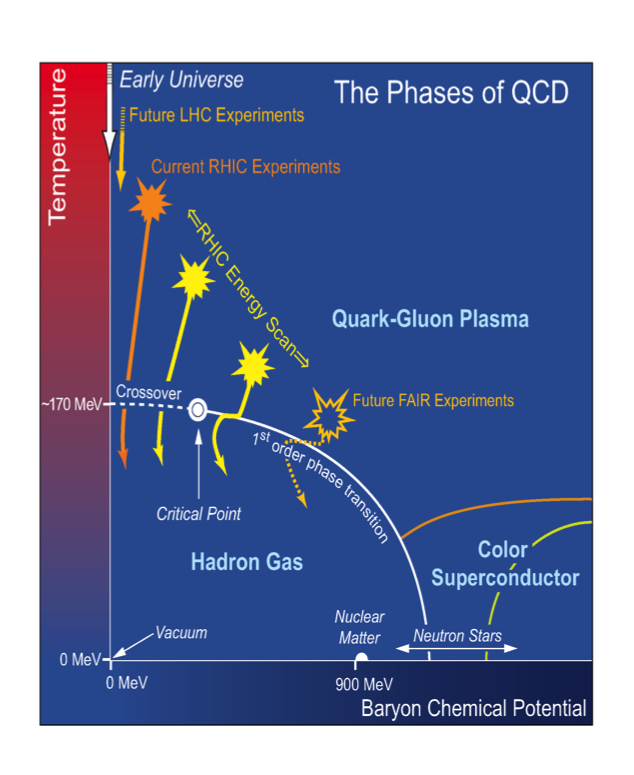 Temperature
Early Universe
The Phases of QCD
Future LHC Experiments
Current RHIC Experiments
⇐RHIC Energy Scan⇒
Quark-Gluon Plasma
Crossover
~170 MeV
Future FAIR Experiments
1st order phase transition
Critical Point
Hadron Gas
Color
Superconductor
Nuclear
Matter
Neutron Stars
Vacuum
0 MeV
0 MeV
900 MeV
Baryon Chemical Potential